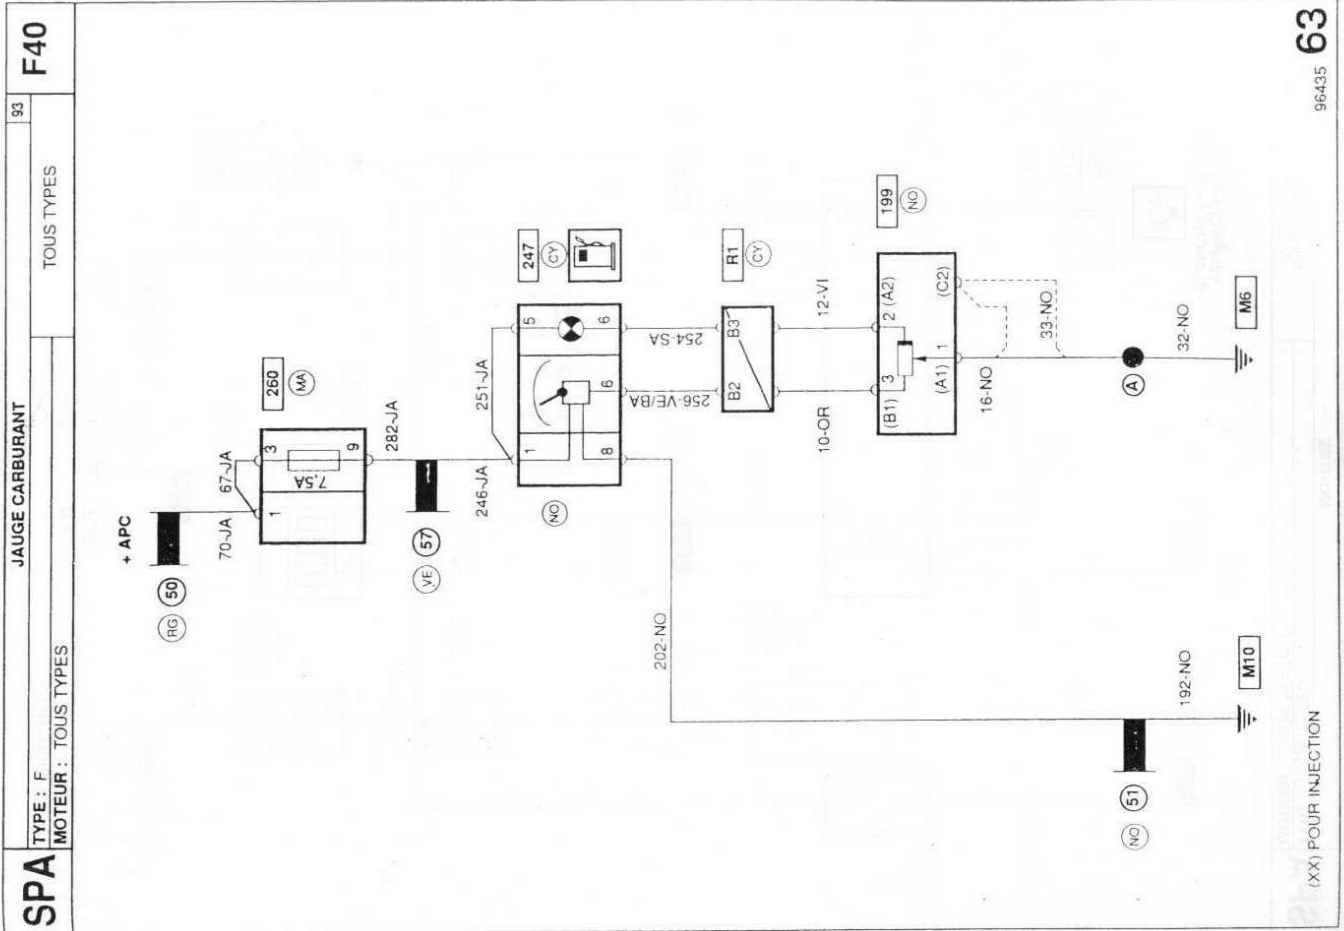 SPA
TYPE : F
MOTEUR : TOUS TYPES
JAUGE CARBURANT
TOUS TYPES
93
F40
+ APC
RG
50
70-JA
67-JA
260
MA
1
3
7,5A
9
282-JA
VE
57
246-JA
251-JA
247
CY
NO
1
5
8
6
6
202-NO
256-VE/BA
254-SA
R1
CY
B2
B3
10-OR
12-VI
199
NO
(B1)
3
2
(A2)
(A1)
1
(C2)
16-NO
33-NO
A
32-NO
M6
NO
51
192-NO
M10
(XX) POUR INJECTION
96435
63